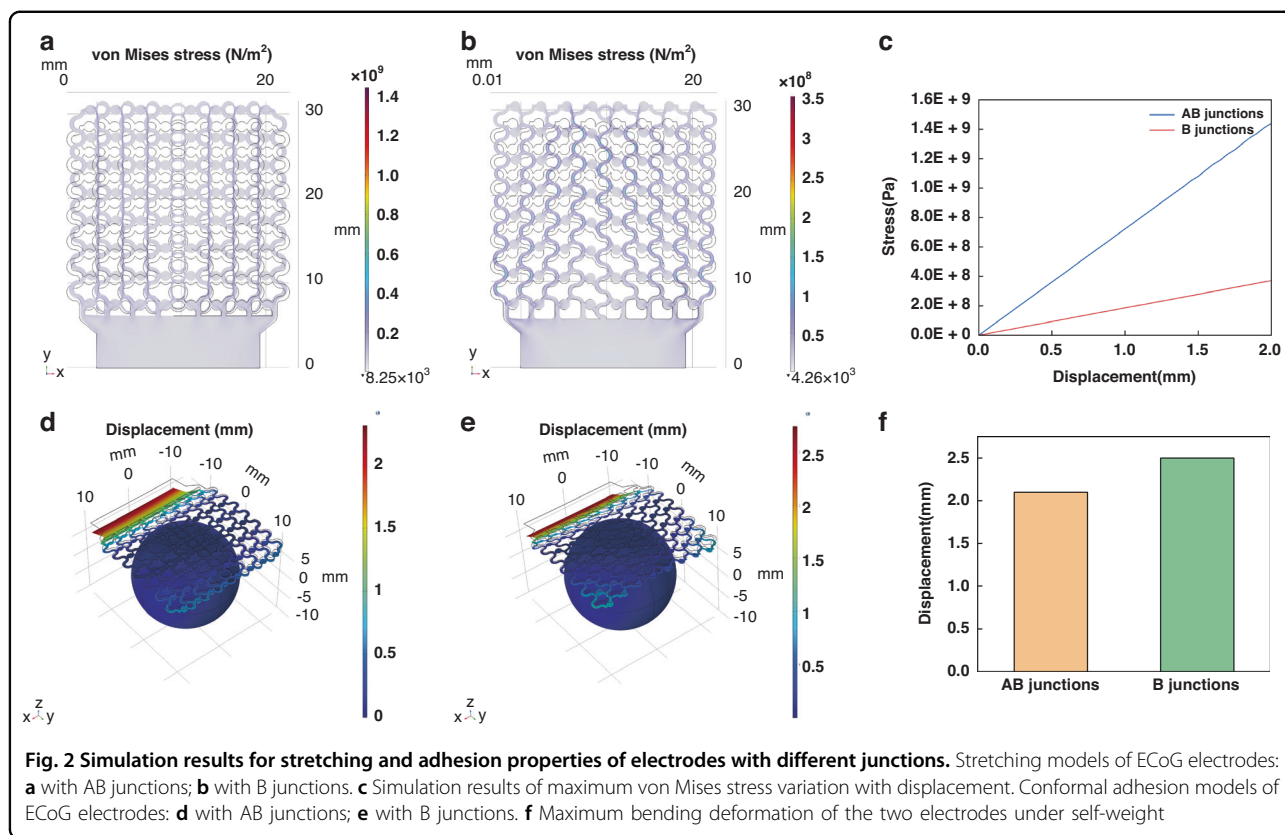 a
von Mises stress (N/m²)
mm
0
20
×10⁹
1.4
1.2
1.0
0.8
0.6
0.4
0.2
▾8.25×10³
30
20
mm
10
0
y
x
b
von Mises stress (N/m²)
mm
0.01
20
×10⁸
3.5
3
2.5
2
1.5
1
0.5
▾4.26×10³
30
20
mm
10
0
y
x
c
1.6E + 9
1.4E + 9
1.2E + 9
1.0E + 9
8.0E + 8
6.0E + 8
4.0E + 8
2.0E + 8
0.0E + 0
Stress(Pa)
AB junctions
B junctions
0.0 0.5 1.0 1.5 2.0
Displacement(mm)
d
Displacement (mm)
mm
-10
0
10
-10
mm
0
10
5
0
-5
-10
mm
2
1.5
1
0.5
0
z
x y
e
Displacement (mm)
mm
-10
0
10
-10
mm
0
10
5
0
-5
-10
mm
2.5
2
1.5
1
0.5
z
x y
f
2.5
2.0
1.5
1.0
0.5
0.0
Displacement(mm)
AB junctions B junctions
Fig. 2 Simulation results for stretching and adhesion properties of electrodes with different junctions. Stretching models of ECoG electrodes:
a with AB junctions; b with B junctions. c Simulation results of maximum von Mises stress variation with displacement. Conformal adhesion models of
ECoG electrodes: d with AB junctions; e with B junctions. f Maximum bending deformation of the two electrodes under self-weight